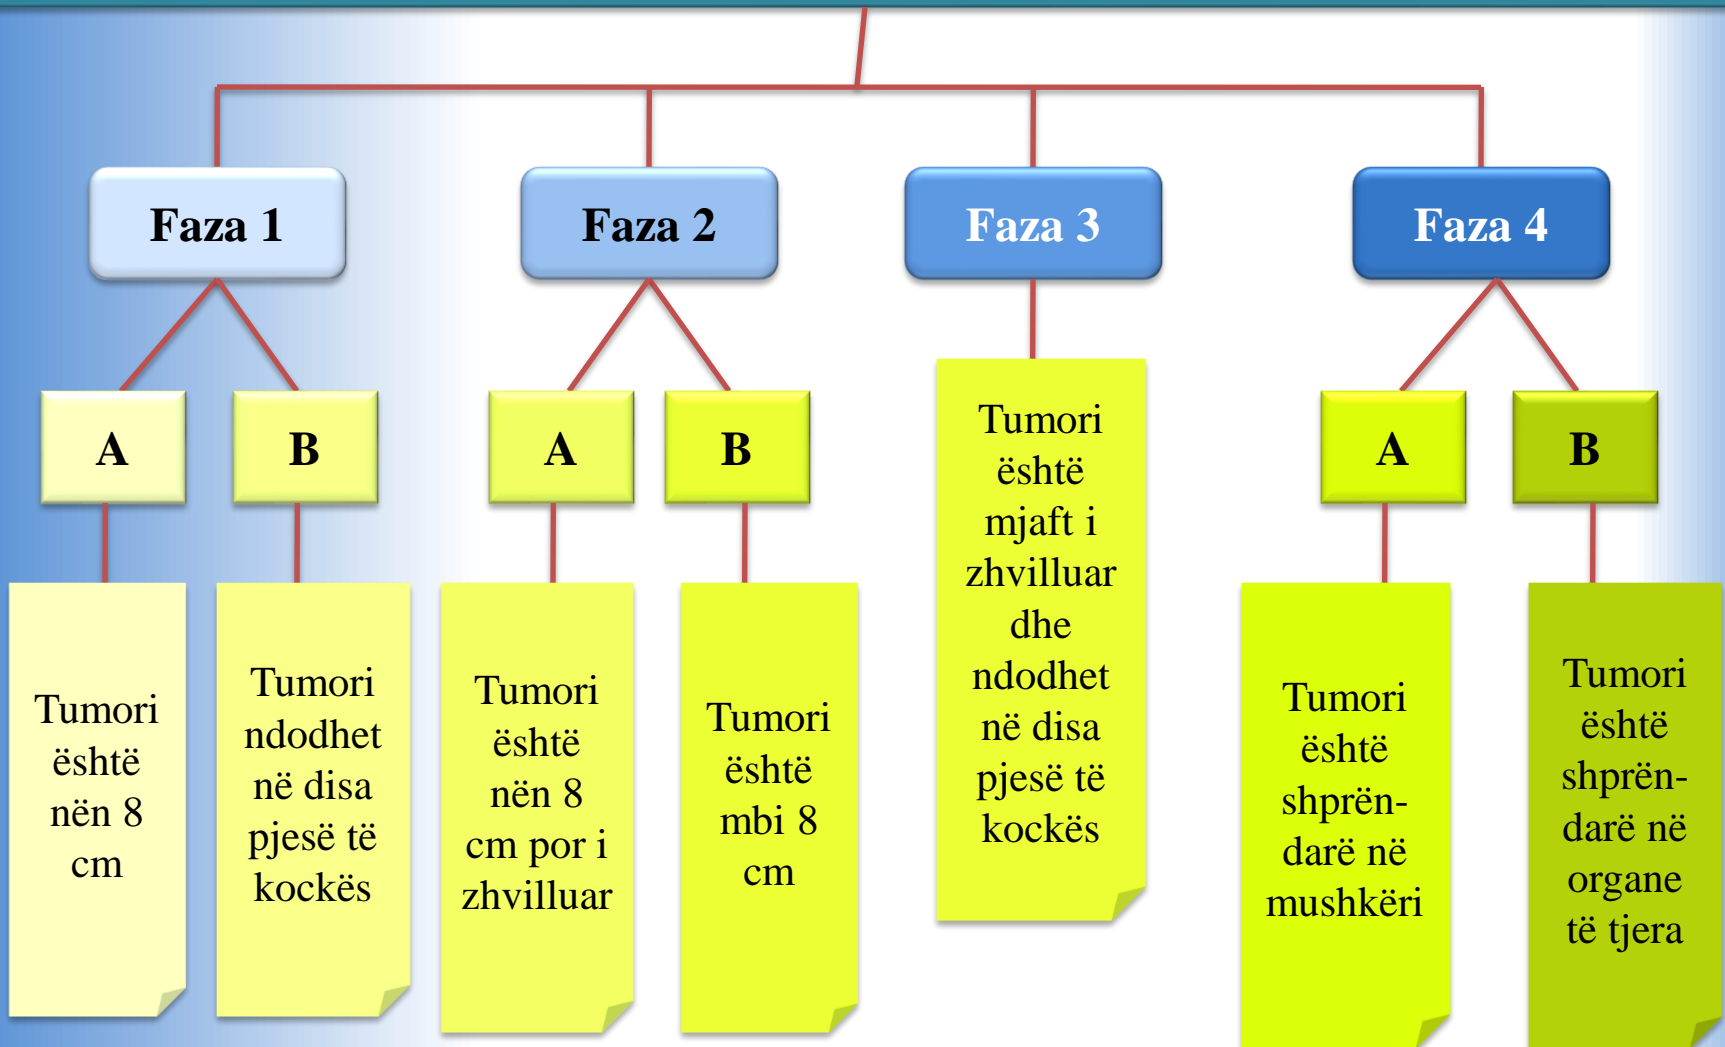 Faza 1
Faza 2
Faza 3
Faza 4
A
B
A
B
A
B
Tumori
është
nën 8
cm
Tumori
ndodhet
në disa
pjesë të
kockës
Tumori
është
nën 8
cm por i
zhvilluar
Tumori
është
mbi 8
cm
Tumori
është
mjaft i
zhvilluar
dhe
ndodhet
në disa
pjesë të
kockës
Tumori
është
shprën-
darë në
mushkëri
Tumori
është
shprën-
darë në
organe
të tjera